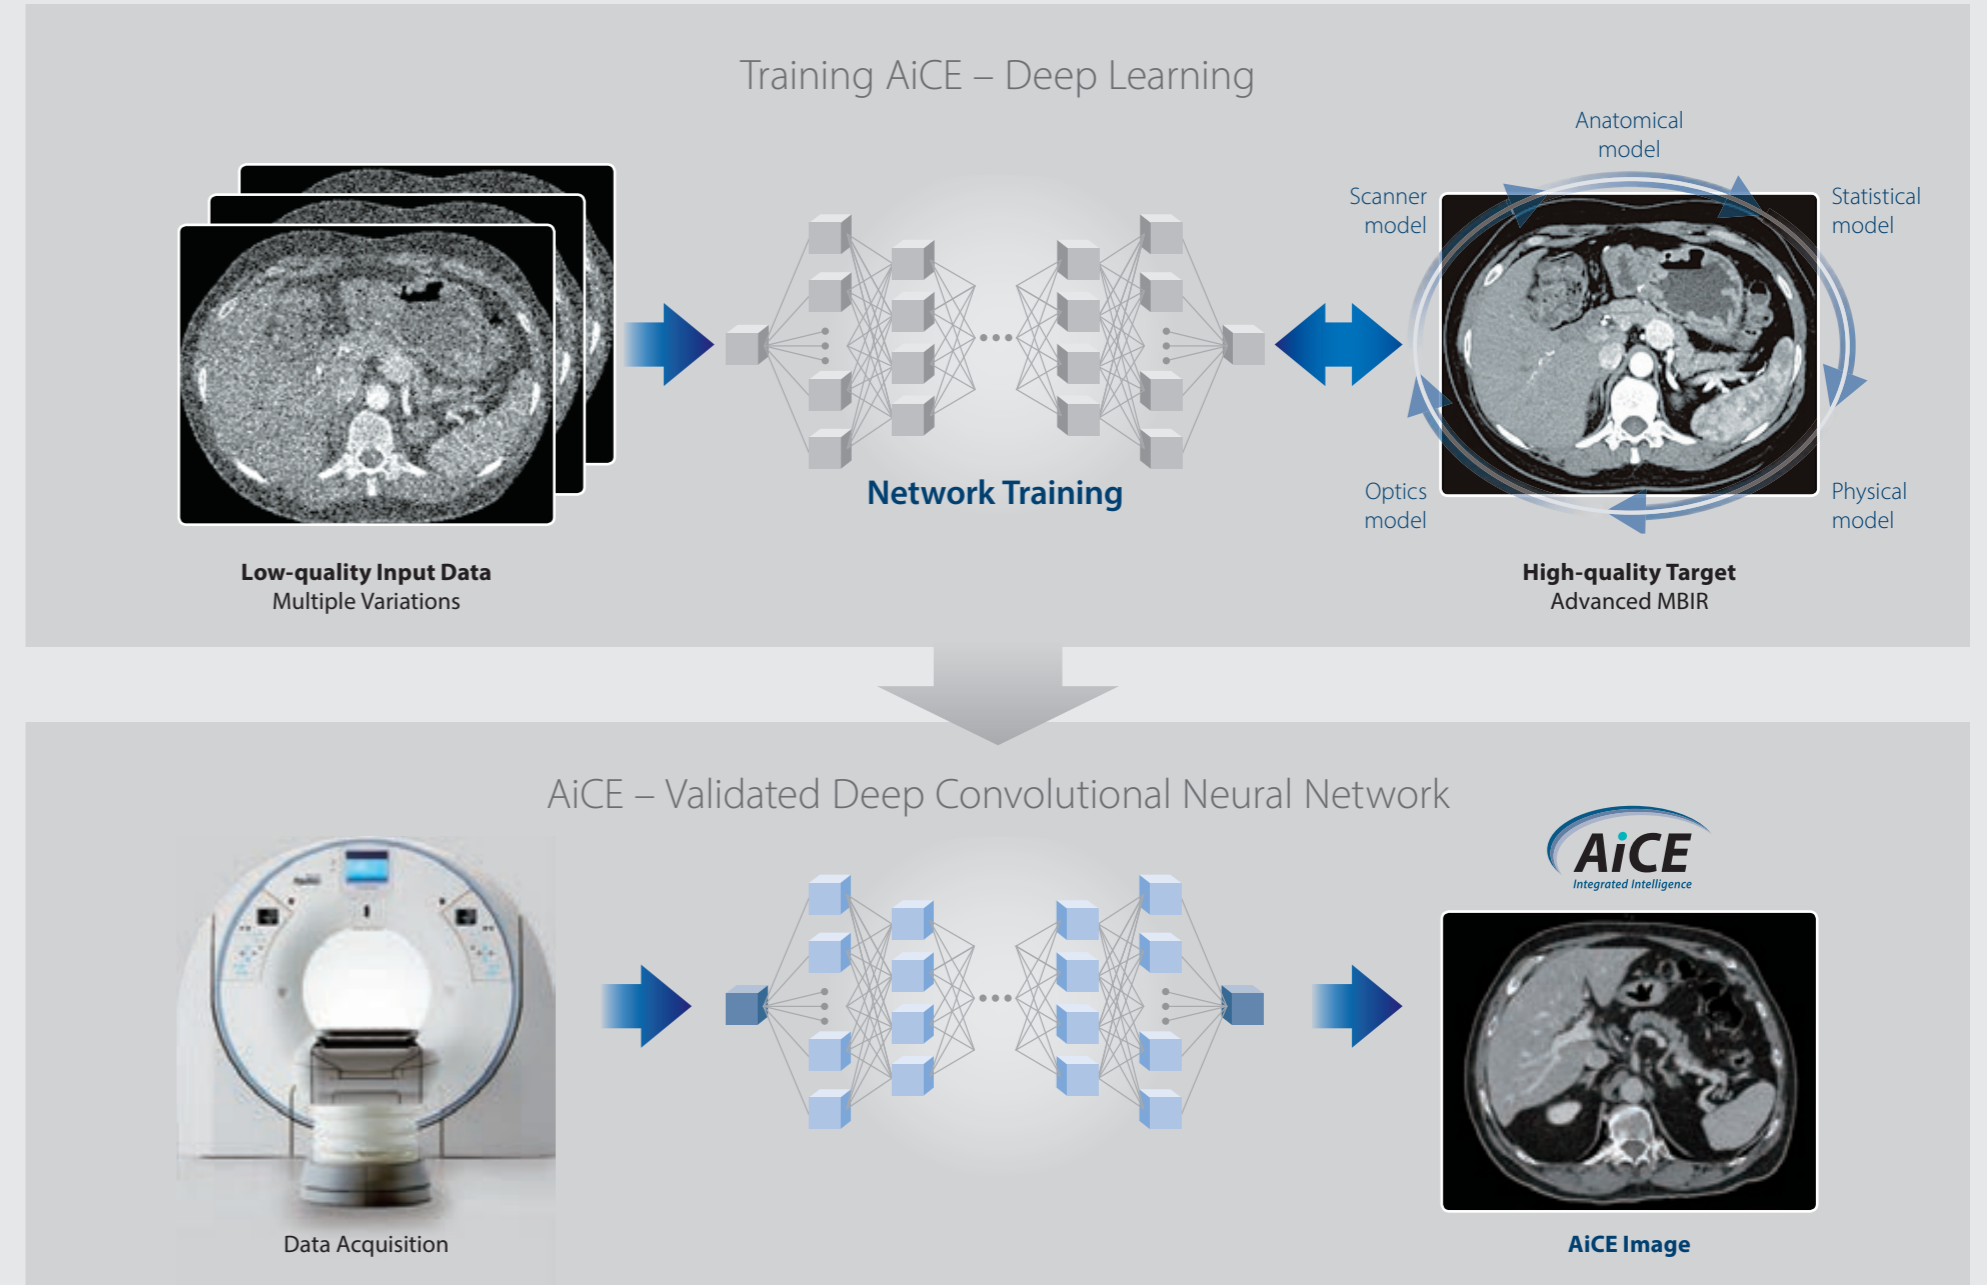 Training AiCE – Deep Learning
Anatomical
model
Scanner
model
Statistical
model
Optics
model
Physical
model
Network Training
Low-quality Input Data
Multiple Variations
High-quality Target
Advanced MBIR
AiCE – Validated Deep Convolutional Neural Network
AiCE
Integrated Intelligence
Data Acquisition
AiCE Image